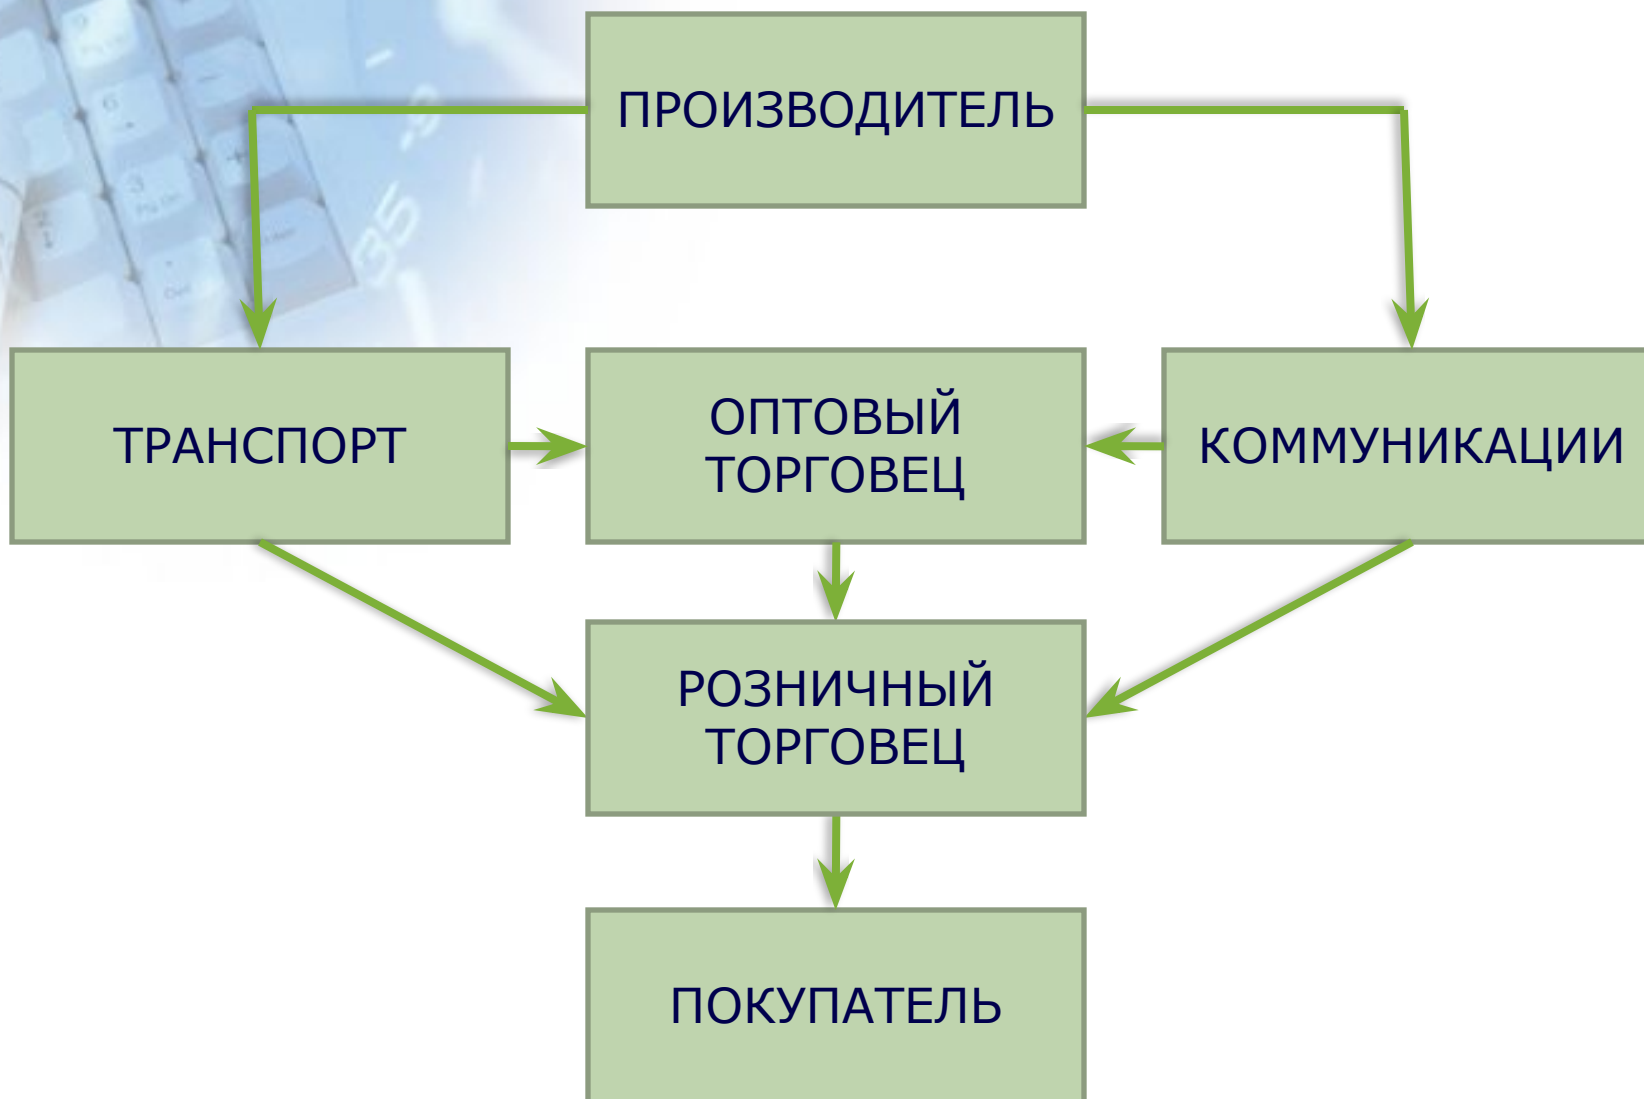 ПРОИЗВОДИТЕЛЬ
ТРАНСПОРТ
ОПТОВЫЙ
ТОРГОВЕЦ
КОММУНИКАЦИИ
РОЗНИЧНЫЙ
ТОРГОВЕЦ
ПОКУПАТЕЛЬ